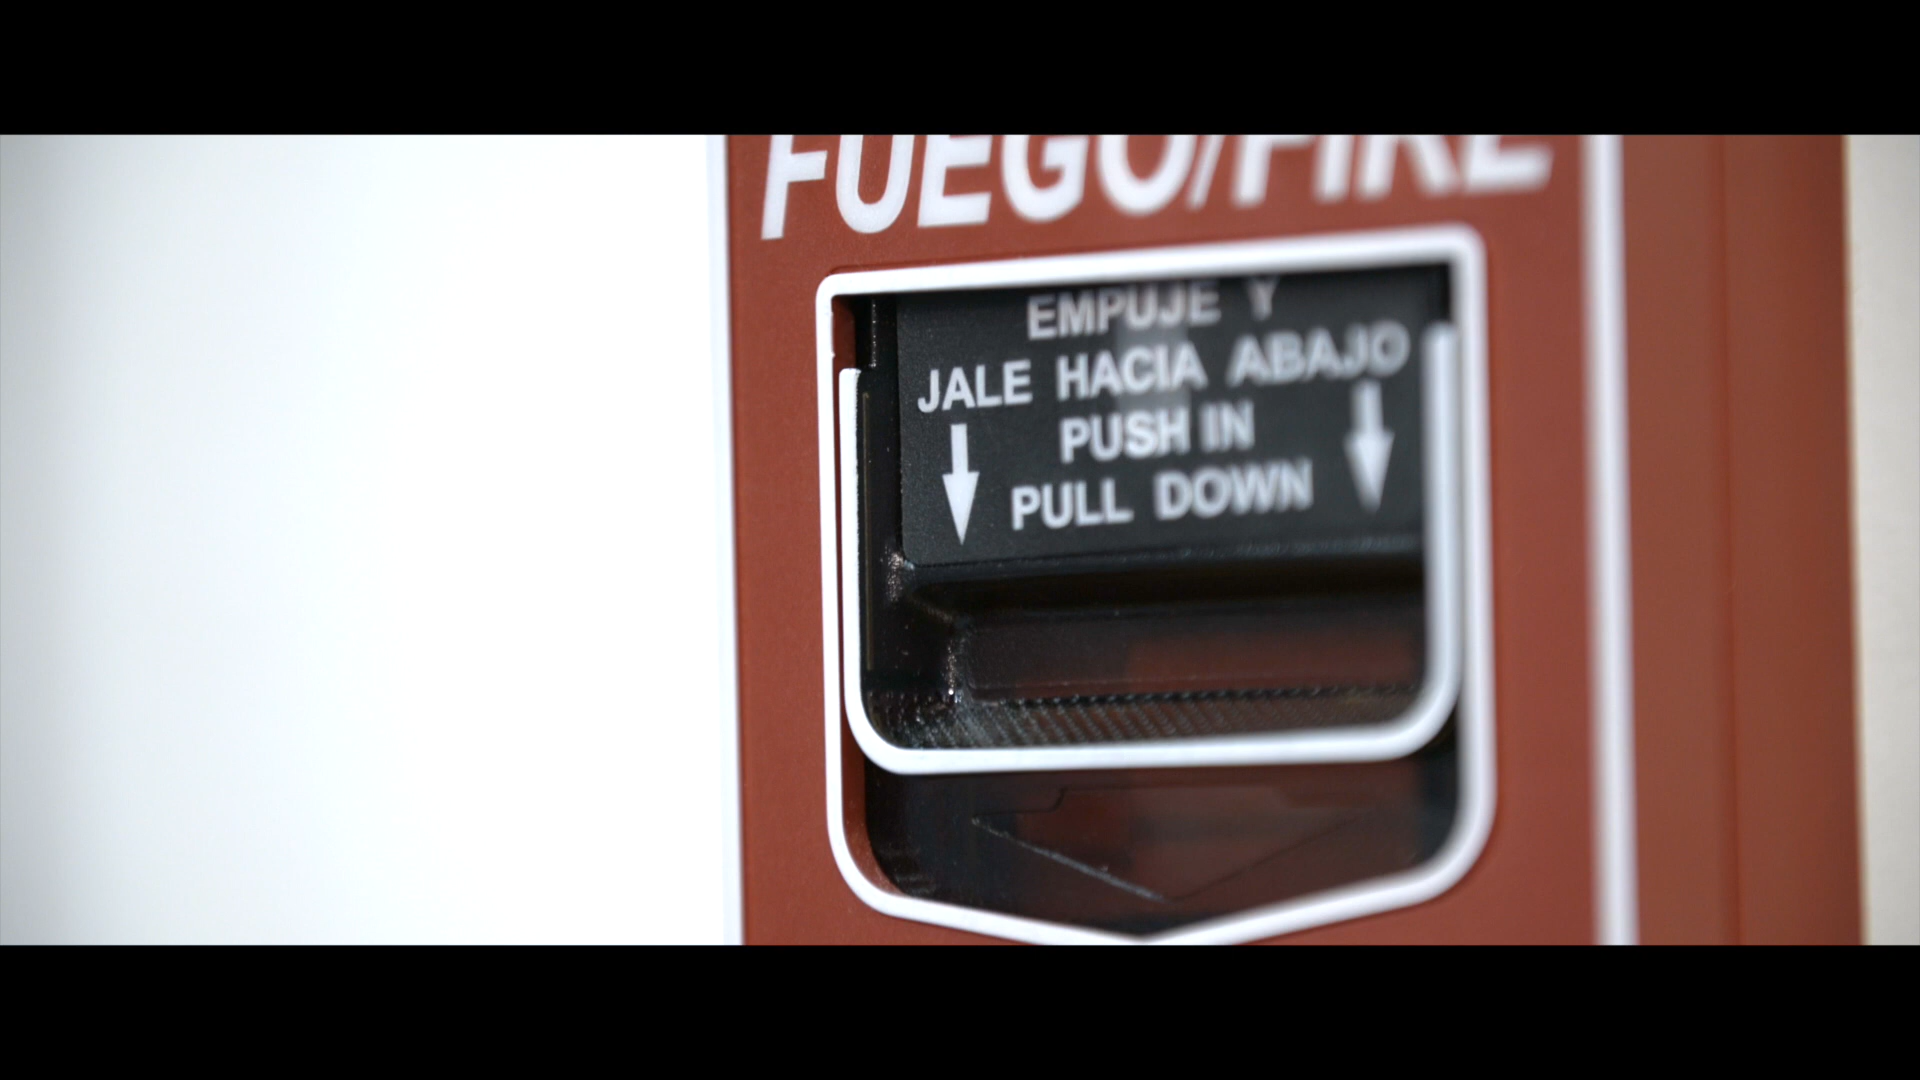 FUEGO/FIRE
EMPUJE Y
JALE HACIA ABAJO
PUSH IN
PULL DOWN